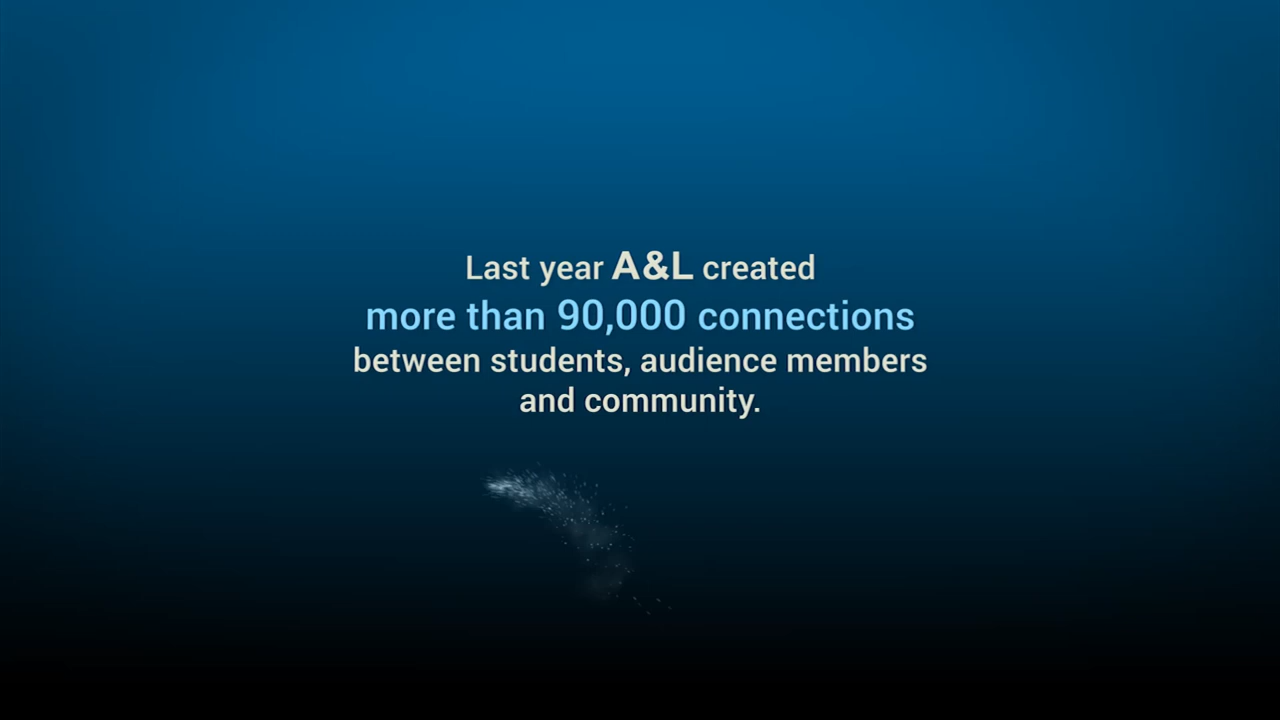 Last year A&L created
more than 90,000 connections
between students, audience members
and community.